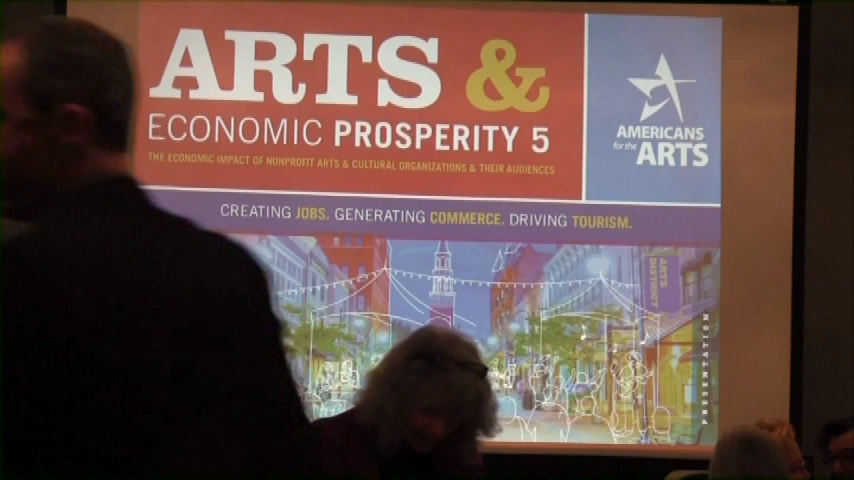 ARTS &
ECONOMIC PROSPERITY 5
THE ECONOMIC IMPACT OF NONPROFIT ARTS & CULTURAL ORGANIZATIONS & THEIR AUDIENCES
AMERICANS
for the ARTS
CREATING JOBS. GENERATING COMMERCE. DRIVING TOURISM.
ARTS
DISTRICT
PRESENTATION